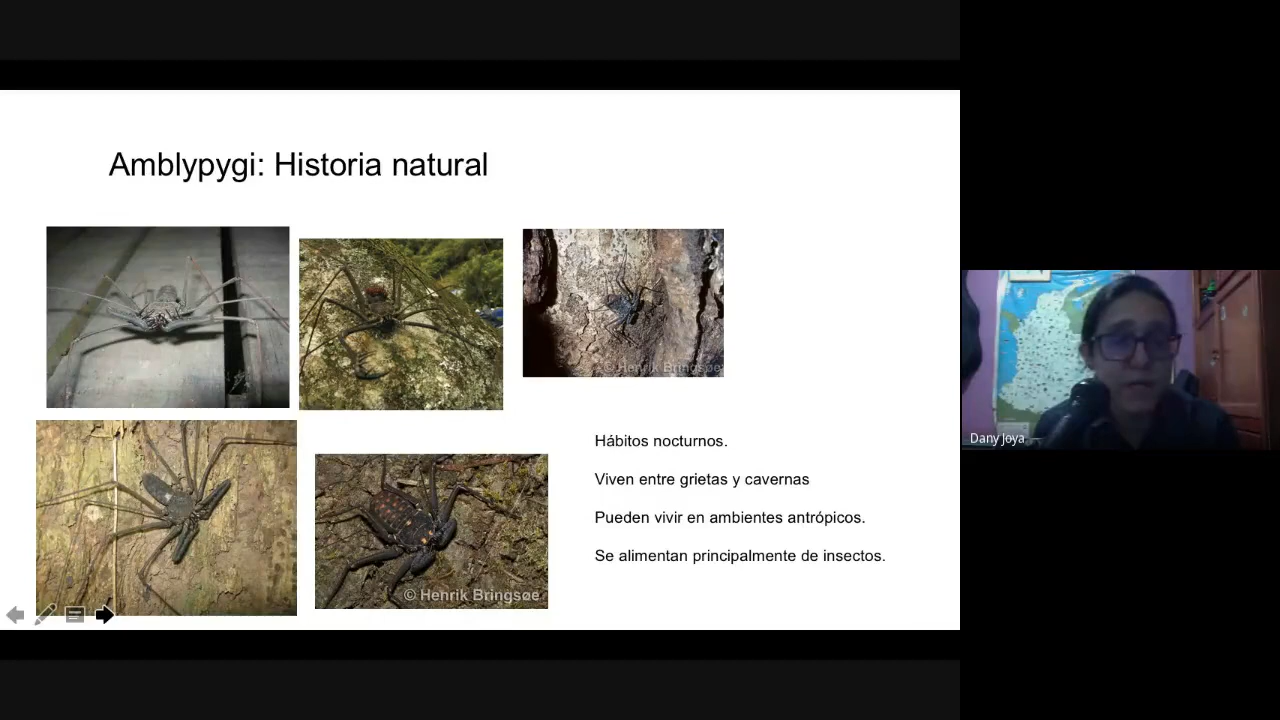 Amblypygi: Historia natural
© Henrik Bringsøe
Hábitos nocturnos.
Viven entre grietas y cavernas
Pueden vivir en ambientes antrópicos.
Se alimentan principalmente de insectos.
© Henrik Bringsøe
Dany Joya